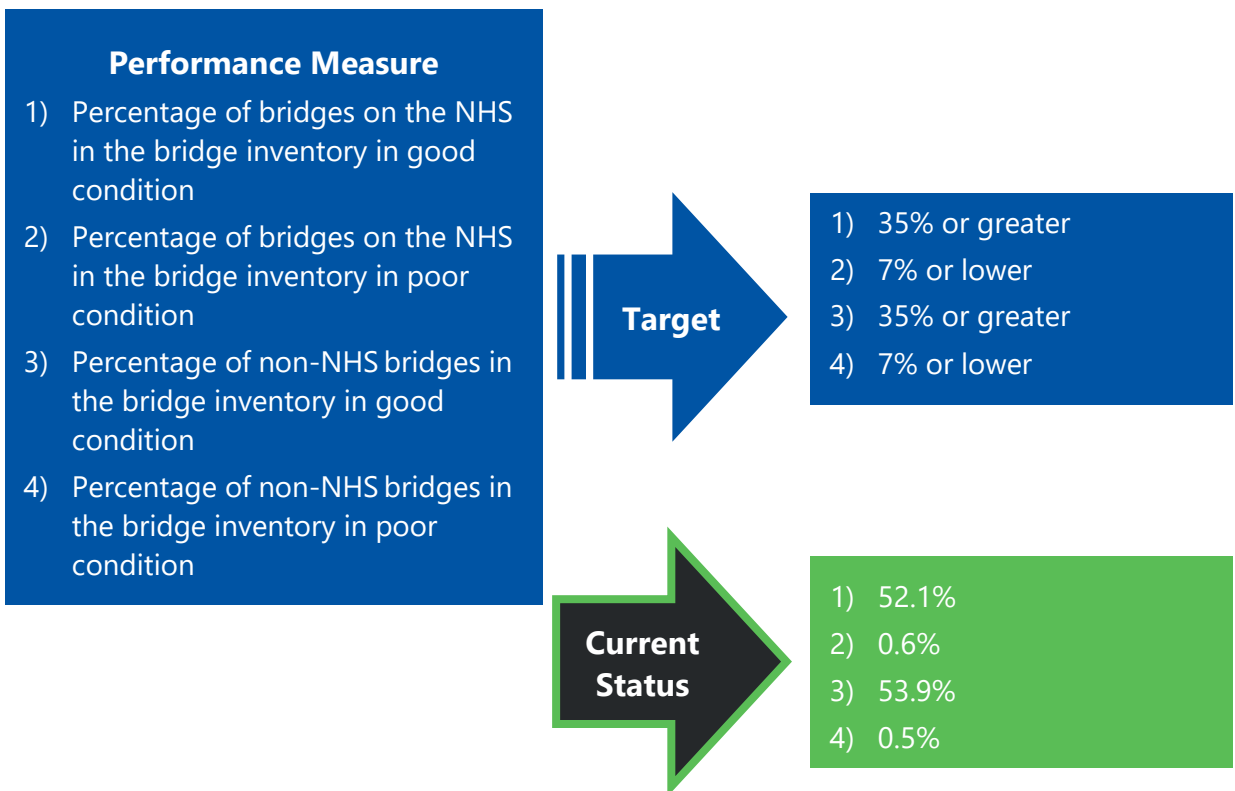 Performance Measure
1) Percentage of bridges on the NHS
in the bridge inventory in good
condition
2) Percentage of bridges on the NHS
in the bridge inventory in poor
condition
3) Percentage of non-NHS bridges in
the bridge inventory in good
condition
4) Percentage of non-NHS bridges in
the bridge inventory in poor
condition
Target
1) 35% or greater
2) 7% or lower
3) 35% or greater
4) 7% or lower
Current
Status
1) 52.1%
2) 0.6%
3) 53.9%
4) 0.5%